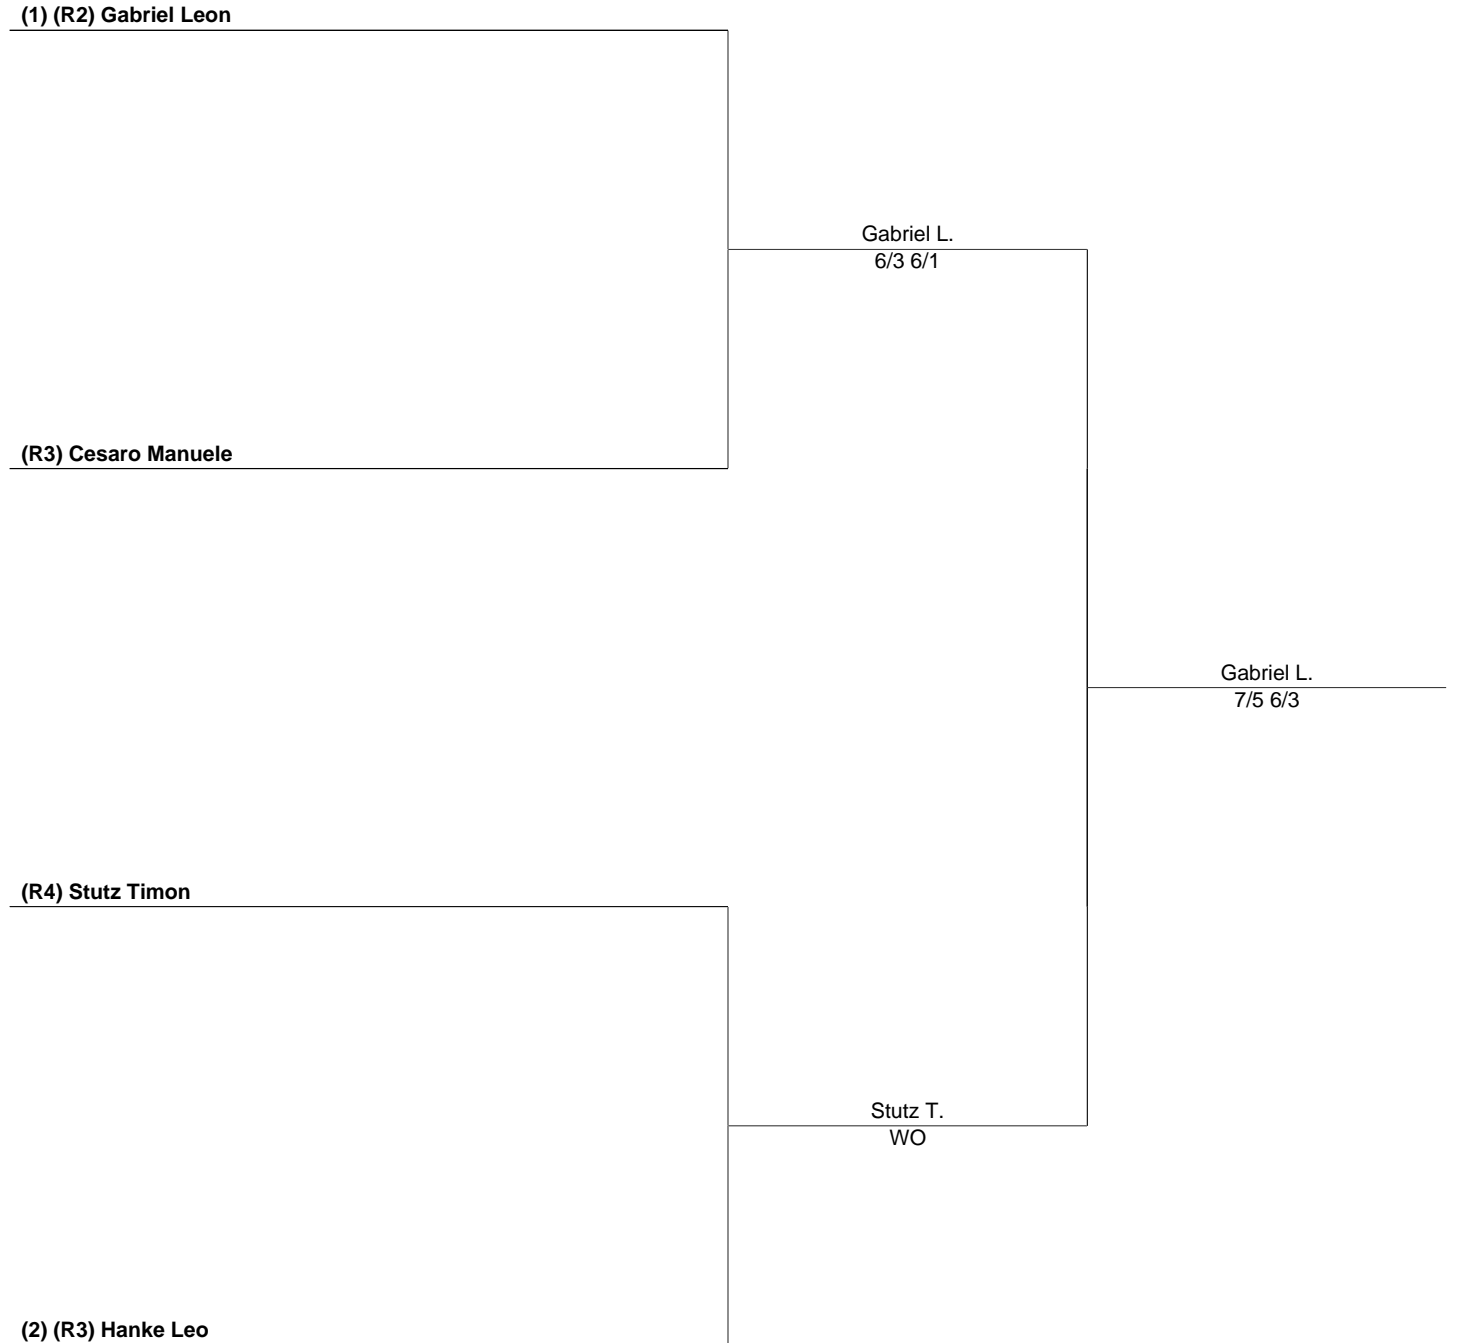 (1) (R2) Gabriel Leon
Gabriel L.
6/3 6/1
(R3) Cesaro Manuele
Gabriel L.
7/5 6/3
(R4) Stutz Timon
Stutz T.
WO
(2) (R3) Hanke Leo